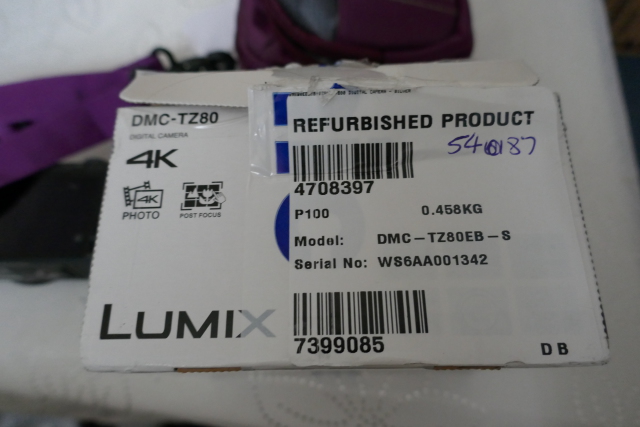 DMC-TZ80
DIGITAL CAMERA
4K
4K
PHOTO
POST FOCUS
LUMIX
REFURBISHED PRODUCT
4708397
P100 0.458KG
Model: DMC-TZ80EB-S
Serial No: WS6AA001342
7399085
D B